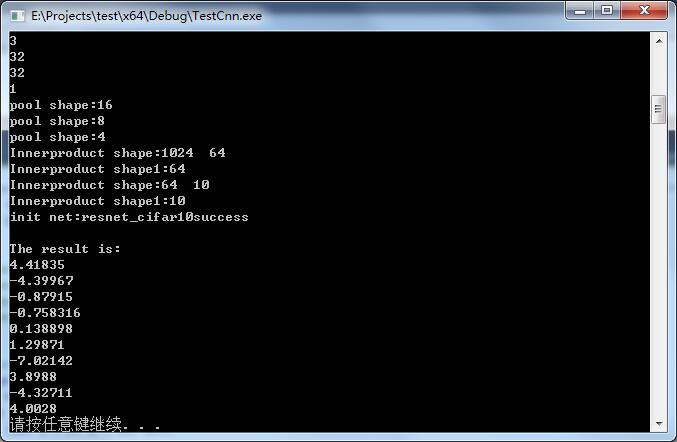 E:\Projects\test\x64\Debug\TestCnn.exe
3
32
32
1
pool shape:16
pool shape:8
pool shape:4
Innerproduct shape:1024  64
Innerproduct shape1:64
Innerproduct shape:64  10
Innerproduct shape1:10
init net:resnet_cifar10success
The result is:
4.41835
-4.39967
-0.87915
-0.758316
0.138898
1.29871
-7.02142
3.8988
-4.32711
4.0028
请按任意键继续. . .